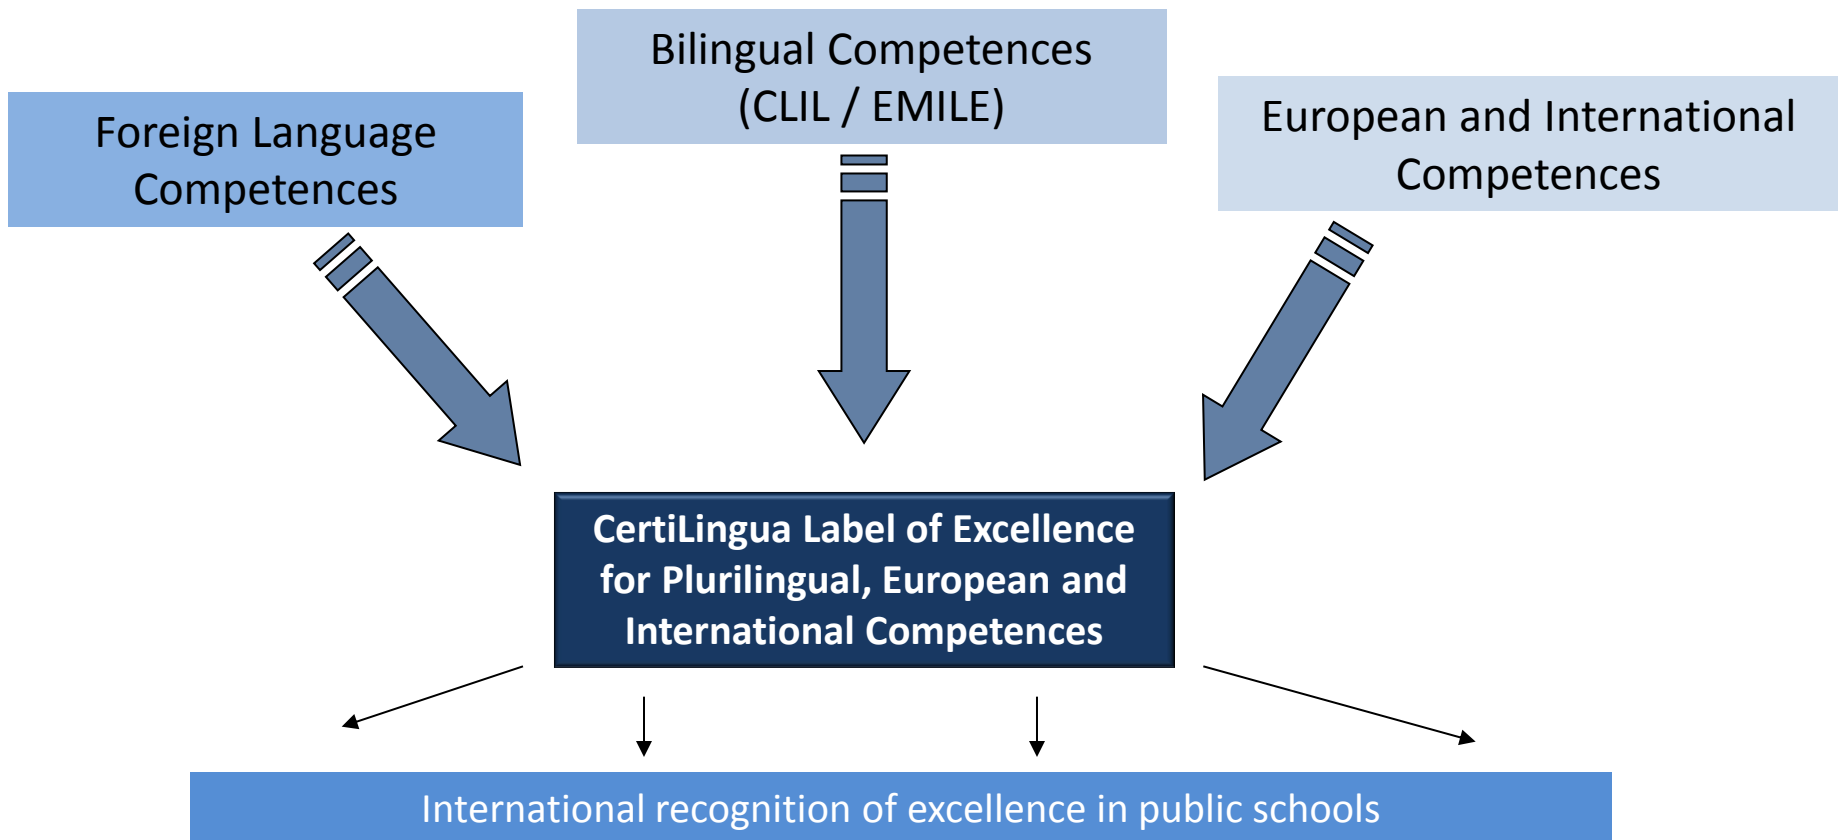 Foreign Language
Competences
Bilingual Competences
(CLIL / EMILE)
European and International
Competences
CertiLingua Label of Excellence
for Plurilingual, European and
International Competences
International recognition of excellence in public schools